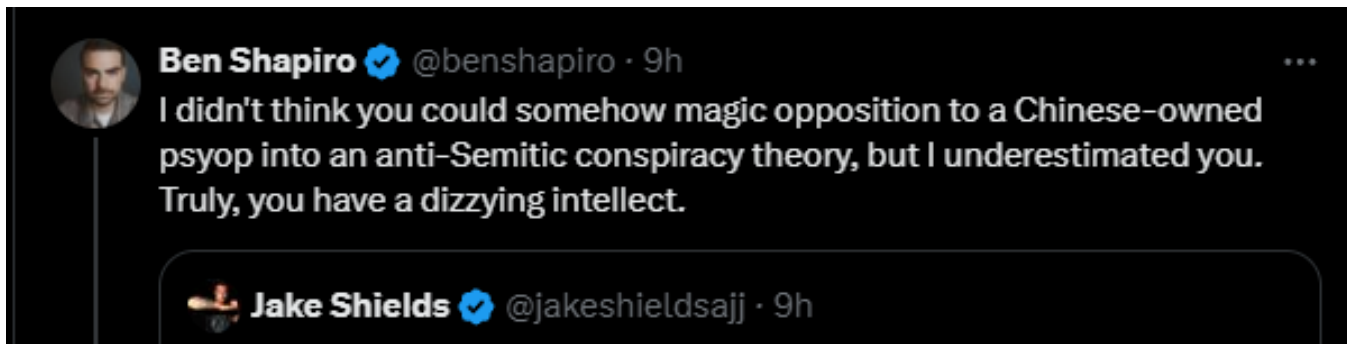 Ben Shapiro @benshapiro · 9h
I didn't think you could somehow magic opposition to a Chinese-owned
psyop into an anti-Semitic conspiracy theory, but I underestimated you.
Truly, you have a dizzying intellect.
Jake Shields @jakeshieldsajj · 9h